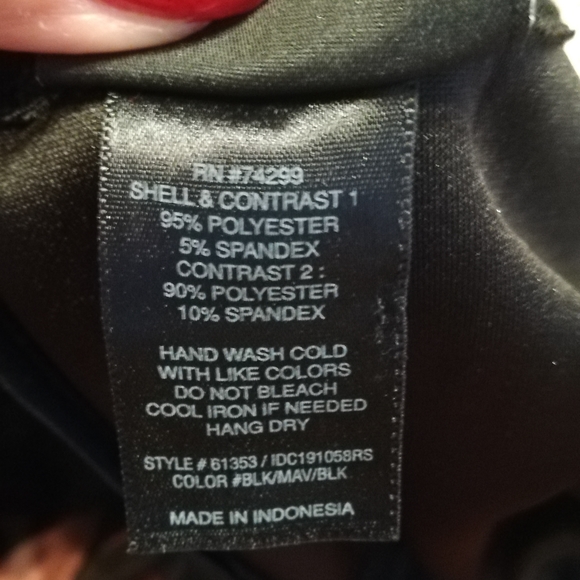 RN #74299
SHELL & CONTRAST 1
95% POLYESTER
5% SPANDEX
CONTRAST 2 :
90% POLYESTER
10% SPANDEX
HAND WASH COLD
WITH LIKE COLORS
DO NOT BLEACH
COOL IRON IF NEEDED
HANG DRY
STYLE # 61353 / IDC191058RS
COLOR #BLK/MAV/BLK
MADE IN INDONESIA